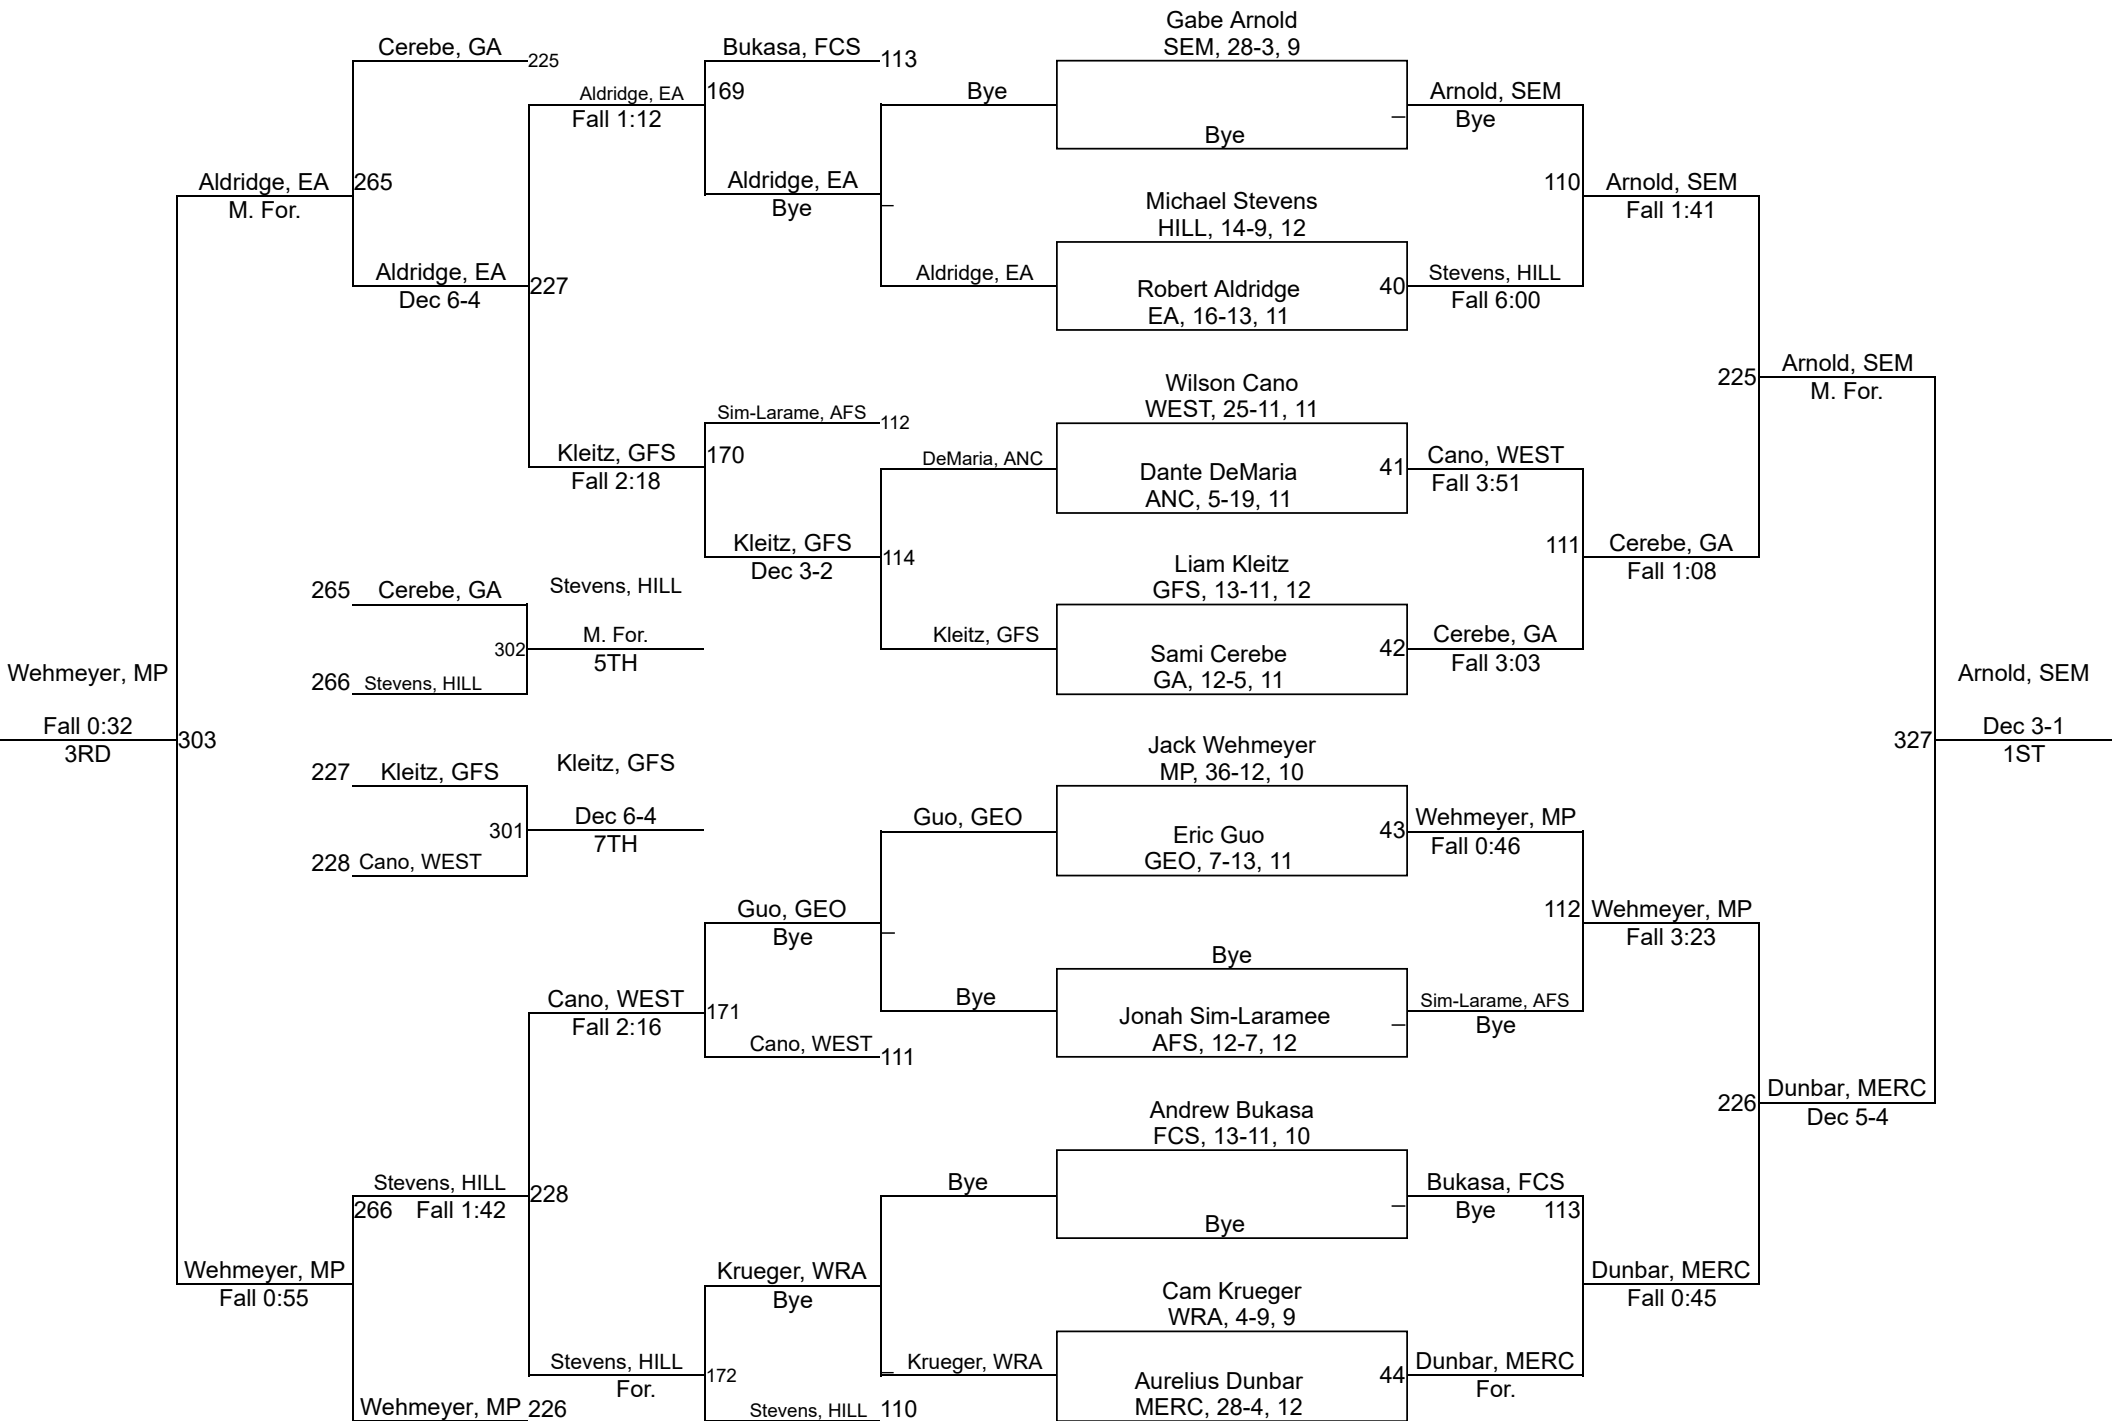 Gabe Arnold
SEM, 28-3, 9
Cerebe, GA
225
Bukasa, FCS
113
Aldridge, EA
Fall 1:12
169
Bye
Arnold, SEM
Bye
_
Bye
Aldridge, EA
M. For.
265
Aldridge, EA
Bye
_
Michael Stevens
HILL, 14-9, 12
110
Arnold, SEM
Fall 1:41
Aldridge, EA
Dec 6-4
227
Aldridge, EA
Robert Aldridge
EA, 16-13, 11
40
Stevens, HILL
Fall 6:00
Wilson Cano
WEST, 25-11, 11
225
Arnold, SEM
M. For.
Sim-Larame, AFS
112
Kleitz, GFS
Fall 2:18
170
DeMaria, ANC
Dante DeMaria
ANC, 5-19, 11
41
Cano, WEST
Fall 3:51
Kleitz, GFS
Dec 3-2
114
Liam Kleitz
GFS, 13-11, 12
111
Cerebe, GA
Fall 1:08
265
Cerebe, GA
Stevens, HILL
302
M. For.
5TH
266
Stevens, HILL
Kleitz, GFS
Sami Cerebe
GA, 12-5, 11
42
Cerebe, GA
Fall 3:03
Wehmeyer, MP
Fall 0:32
3RD
303
Arnold, SEM
327
Dec 3-1
1ST
227
Kleitz, GFS
Kleitz, GFS
301
Dec 6-4
7TH
228
Cano, WEST
Jack Wehmeyer
MP, 36-12, 10
Guo, GEO
Eric Guo
GEO, 7-13, 11
43
Wehmeyer, MP
Fall 0:46
Guo, GEO
Bye
_
112
Wehmeyer, MP
Fall 3:23
Bye
Cano, WEST
Fall 2:16
171
Bye
Jonah Sim-Laramee
AFS, 12-7, 12
_
Sim-Larame, AFS
Bye
Cano, WEST
111
Andrew Bukasa
FCS, 13-11, 10
226
Dunbar, MERC
Dec 5-4
Stevens, HILL
266
Fall 1:42
228
Bye
_
Bye
Bukasa, FCS
Bye
113
Wehmeyer, MP
Fall 0:55
Krueger, WRA
Bye
_
Cam Krueger
WRA, 4-9, 9
Dunbar, MERC
Fall 0:45
Stevens, HILL
For.
172
Krueger, WRA
Aurelius Dunbar
MERC, 28-4, 12
44
Dunbar, MERC
For.
Wehmeyer, MP
226
Stevens, HILL
110